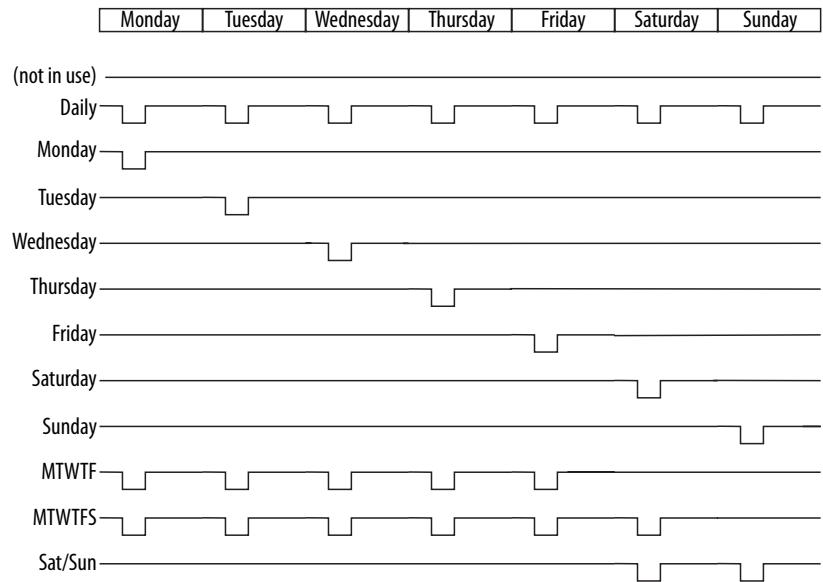 Monday Tuesday Wednesday Thursday Friday Saturday Sunday
(not in use)
Daily
Monday
Tuesday
Wednesday
Thursday
Friday
Saturday
Sunday
MTWTF
MTWTFS
Sat/Sun